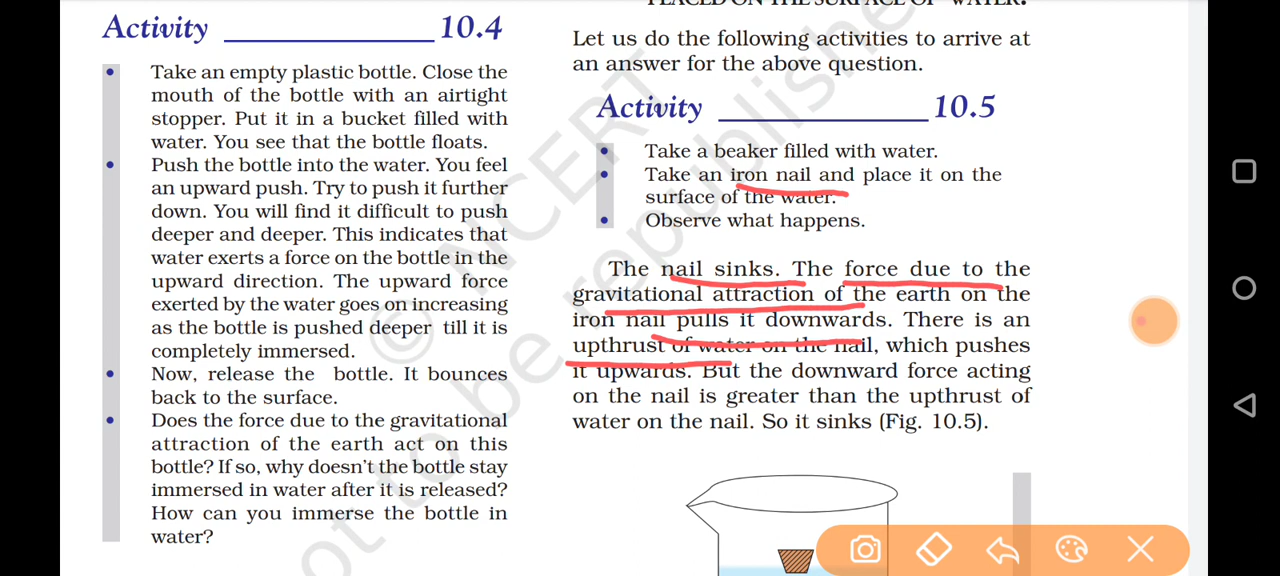 Activity 10.4
Take an empty plastic bottle. Close the
mouth of the bottle with an airtight
stopper. Put it in a bucket filled with
water. You see that the bottle floats.
Push the bottle into the water. You feel
an upward push. Try to push it further
down. You will find it difficult to push
deeper and deeper. This indicates that
water exerts a force on the bottle in the
upward direction. The upward force
exerted by the water goes on increasing
as the bottle is pushed deeper till it is
completely immersed.
Now, release the bottle. It bounces
back to the surface.
Does the force due to the gravitational
attraction of the earth act on this
bottle? If so, why doesn't the bottle stay
immersed in water after it is released?
How can you immerse the bottle in
water?
PLACED ON THE SURFACE OF WATER?
Let us do the following activities to arrive at
an answer for the above question.
Activity 10.5
Take a beaker filled with water.
Take an iron nail and place it on the
surface of the water.
Observe what happens.
The nail sinks. The force due to the
gravitational attraction of the earth on the
iron nail pulls it downwards. There is an
upthrust of water on the nail, which pushes
it upwards. But the downward force acting
on the nail is greater than the upthrust of
water on the nail. So it sinks (Fig. 10.5).
© NCERT
not to be republishe